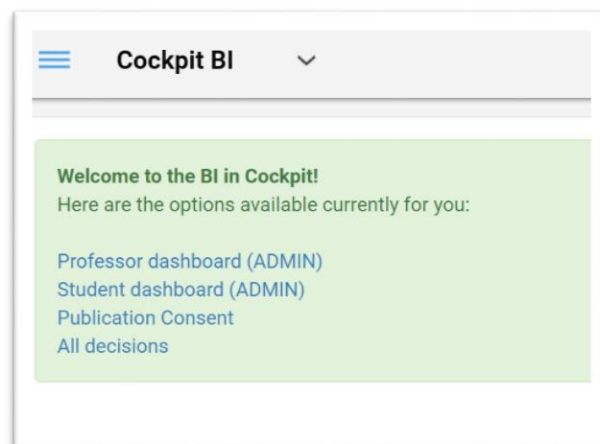 Cockpit BI
Welcome to the BI in Cockpit!
Here are the options available currently for you:
Professor dashboard (ADMIN)
Student dashboard (ADMIN)
Publication Consent
All decisions